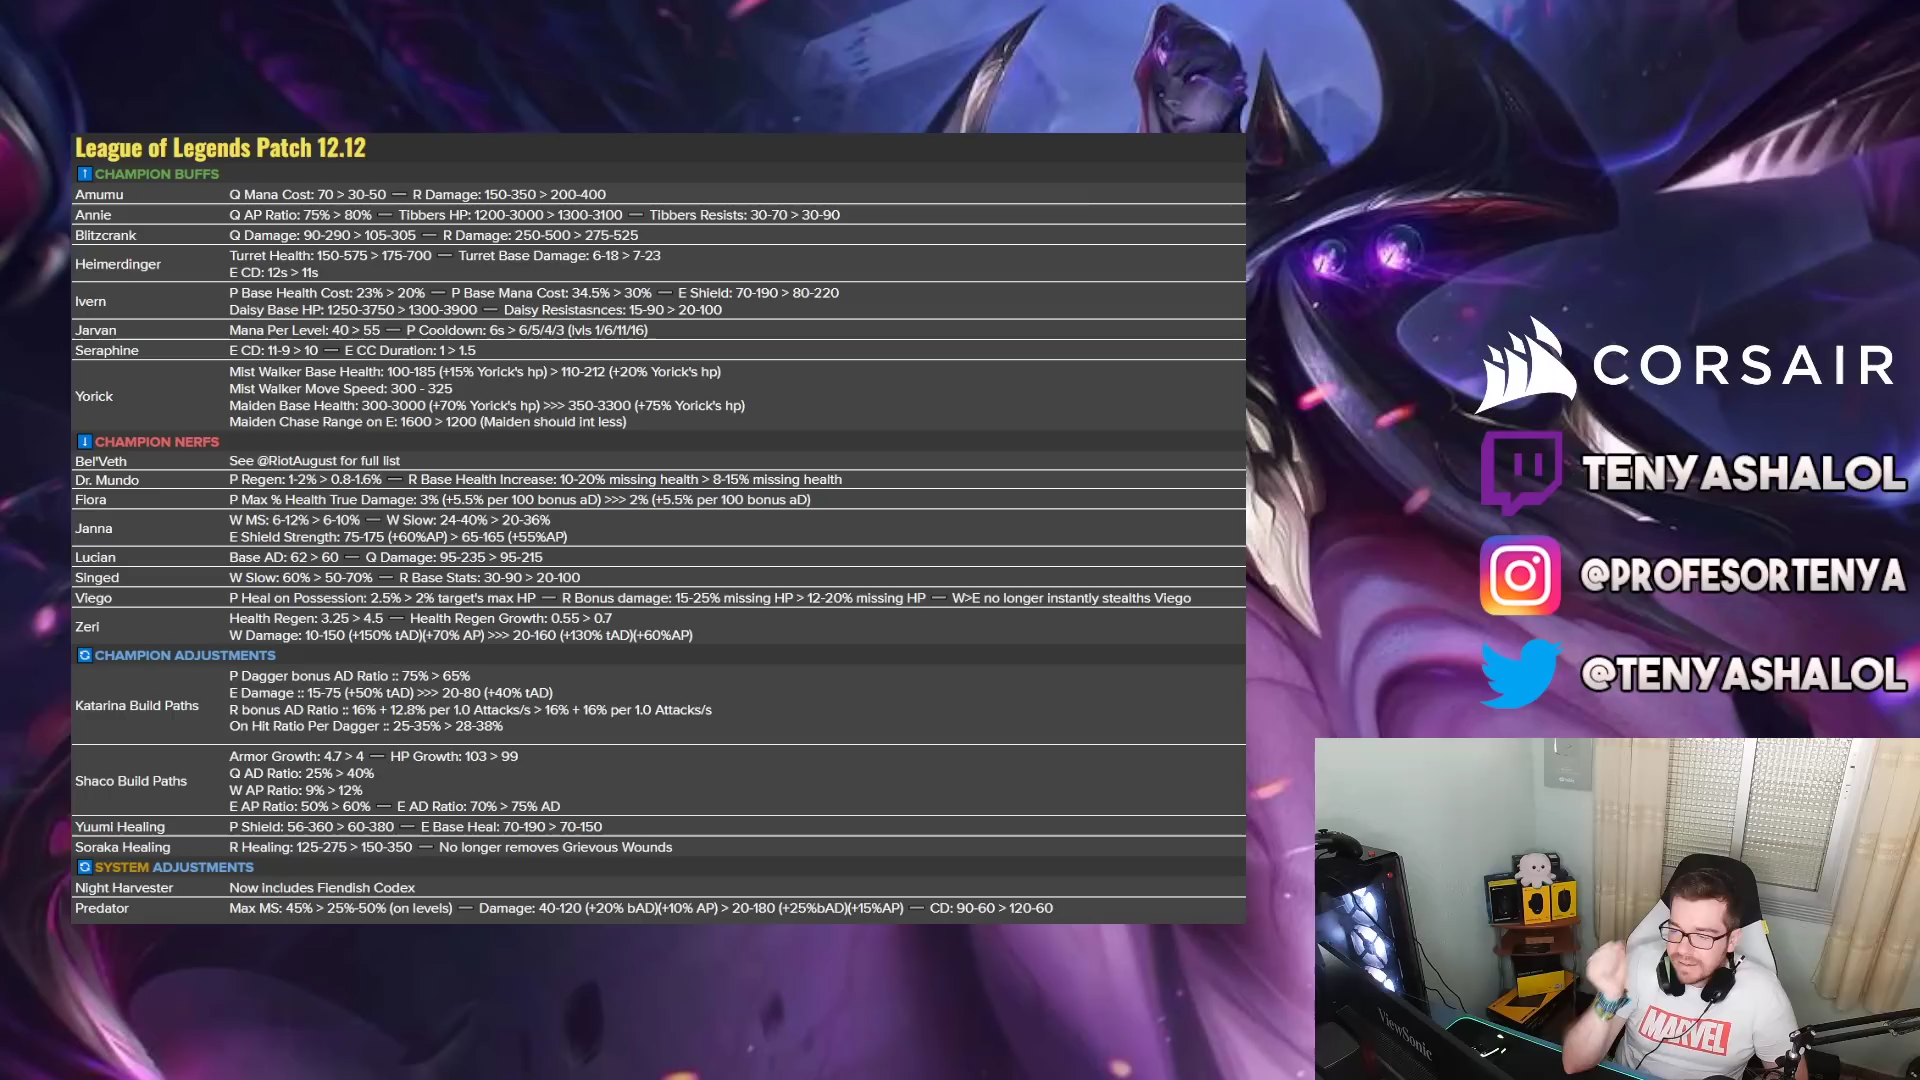 League of Legends Patch 12.12
CHAMPION BUFFS
Amumu Q Mana Cost: 70 > 30-50 — R Damage: 150-350 > 200-400
Annie Q AP Ratio: 75% > 80% — Tibbers HP: 1200-3000 > 1300-3100 — Tibbers Resists: 30-70 > 30-90
Blitzcrank Q Damage: 90-290 > 105-305 — R Damage: 250-500 > 275-525
Heimerdinger Turret Health: 150-575 > 175-700 — Turret Base Damage: 6-18 > 7-23
E CD: 12s > 11s
Ivern P Base Health Cost: 23% > 20% — P Base Mana Cost: 34.5% > 30% — E Shield: 70-190 > 80-220
Daisy Base HP: 1250-3750 > 1300-3900 — Daisy Resistasnces: 15-90 > 20-100
Jarvan Mana Per Level: 40 > 55 — P Cooldown: 6s > 6/5/4/3 (lvls 1/6/11/16)
Seraphine E CD: 11-9 > 10 — E CC Duration: 1 > 1.5
Yorick Mist Walker Base Health: 100-185 (+15% Yorick's hp) > 110-212 (+20% Yorick's hp)
Mist Walker Move Speed: 300 - 325
Maiden Base Health: 300-3000 (+70% Yorick's hp) >>> 350-3300 (+75% Yorick's hp)
Maiden Chase Range on E: 1600 > 1200 (Maiden should int less)
CHAMPION NERFS
Bel'Veth See @RiotAugust for full list
Dr. Mundo P Regen: 1-2% > 0.8-1.6% — R Base Health Increase: 10-20% missing health > 8-15% missing health
Fiora P Max % Health True Damage: 3% (+5.5% per 100 bonus aD) >>> 2% (+5.5% per 100 bonus aD)
Janna W MS: 6-12% > 6-10% — W Slow: 24-40% > 20-36%
E Shield Strength: 75-175 (+60%AP) > 65-165 (+55%AP)
Lucian Base AD: 62 > 60 — Q Damage: 95-235 > 95-215
Singed W Slow: 60% > 50-70% — R Base Stats: 30-90 > 20-100
Viego P Heal on Possession: 2.5% > 2% target's max HP — R Bonus damage: 15-25% missing HP > 12-20% missing HP — W>E no longer instantly stealths Viego
Zeri Health Regen: 3.25 > 4.5 — Health Regen Growth: 0.55 > 0.7
W Damage: 10-150 (+150% tAD)(+70% AP) >>> 20-160 (+130% tAD)(+60%AP)
CHAMPION ADJUSTMENTS
Katarina Build Paths P Dagger bonus AD Ratio :: 75% > 65%
E Damage :: 15-75 (+50% tAD) >>> 20-80 (+40% tAD)
R bonus AD Ratio :: 16% + 12.8% per 1.0 Attacks/s > 16% + 16% per 1.0 Attacks/s
On Hit Ratio Per Dagger :: 25-35% > 28-38%
Shaco Build Paths Armor Growth: 4.7 > 4 — HP Growth: 103 > 99
Q AD Ratio: 25% > 40%
W AP Ratio: 9% > 12%
E AP Ratio: 50% > 60% — E AD Ratio: 70% > 75% AD
Yuumi Healing P Shield: 56-360 > 60-380 — E Base Heal: 70-190 > 70-150
Soraka Healing R Healing: 125-275 > 150-350 — No longer removes Grievous Wounds
SYSTEM ADJUSTMENTS
Night Harvester Now includes Fiendish Codex
Predator Max MS: 45% > 25%-50% (on levels) — Damage: 40-120 (+20% bAD)(+10% AP) > 20-180 (+25%bAD)(+15%AP) — CD: 90-60 > 120-60
CORSAIR
TENYASHALOL
@PROFESORTENYA
@TENYASHALOL
MARVEL
ViewSonic